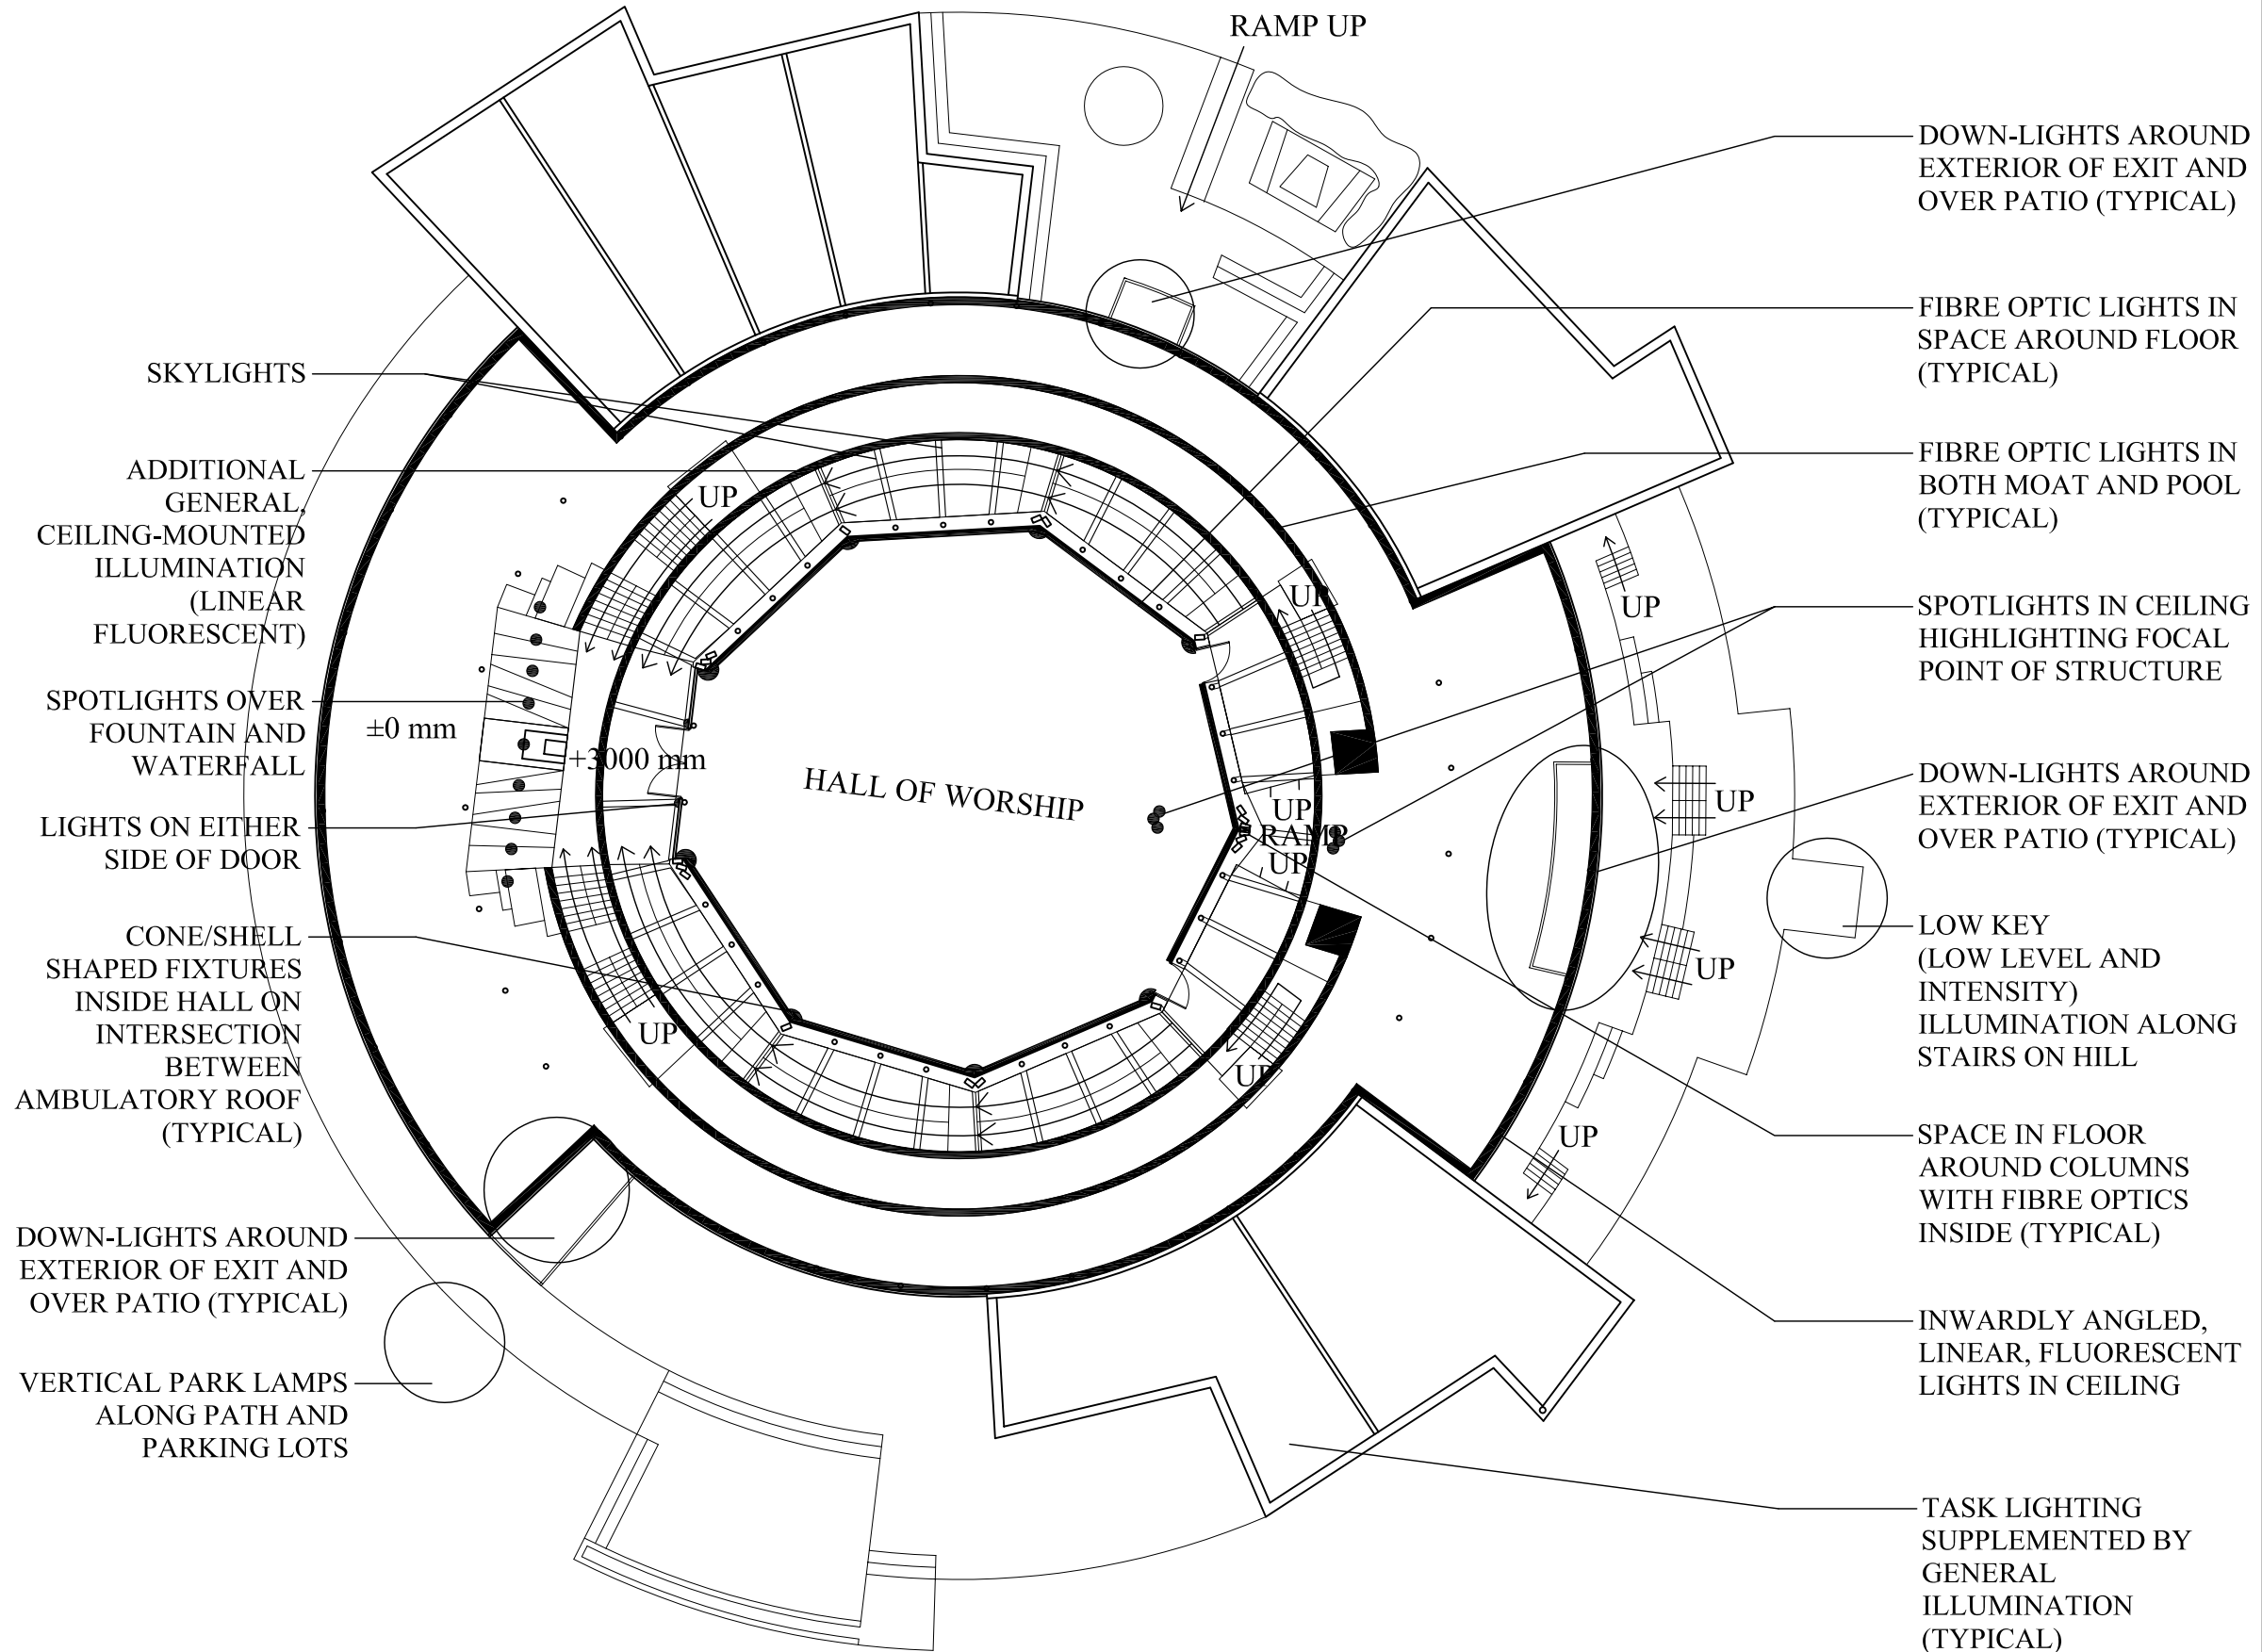 RAMP UP
SKYLIGHTS
ADDITIONAL
GENERAL,
CEILING-MOUNTED
ILLUMINATION
(LINEAR
FLUORESCENT)
SPOTLIGHTS OVER
FOUNTAIN AND
WATERFALL
LIGHTS ON EITHER
SIDE OF DOOR
CONE/SHELL
SHAPED FIXTURES
INSIDE HALL ON
INTERSECTION
BETWEEN
AMBULATORY ROOF
(TYPICAL)
DOWN-LIGHTS AROUND
EXTERIOR OF EXIT AND
OVER PATIO (TYPICAL)
VERTICAL PARK LAMPS
ALONG PATH AND
PARKING LOTS
±0 mm
+3000 mm
UP
UP
HALL OF WORSHIP
UP
UP
RAMP
UP
UP
UP
UP
UP
UP
DOWN-LIGHTS AROUND
EXTERIOR OF EXIT AND
OVER PATIO (TYPICAL)
FIBRE OPTIC LIGHTS IN
SPACE AROUND FLOOR
(TYPICAL)
FIBRE OPTIC LIGHTS IN
BOTH MOAT AND POOL
(TYPICAL)
SPOTLIGHTS IN CEILING
HIGHLIGHTING FOCAL
POINT OF STRUCTURE
DOWN-LIGHTS AROUND
EXTERIOR OF EXIT AND
OVER PATIO (TYPICAL)
LOW KEY
(LOW LEVEL AND
INTENSITY)
ILLUMINATION ALONG
STAIRS ON HILL
SPACE IN FLOOR
AROUND COLUMNS
WITH FIBRE OPTICS
INSIDE (TYPICAL)
INWARDLY ANGLED,
LINEAR, FLUORESCENT
LIGHTS IN CEILING
TASK LIGHTING
SUPPLEMENTED BY
GENERAL
ILLUMINATION
(TYPICAL)